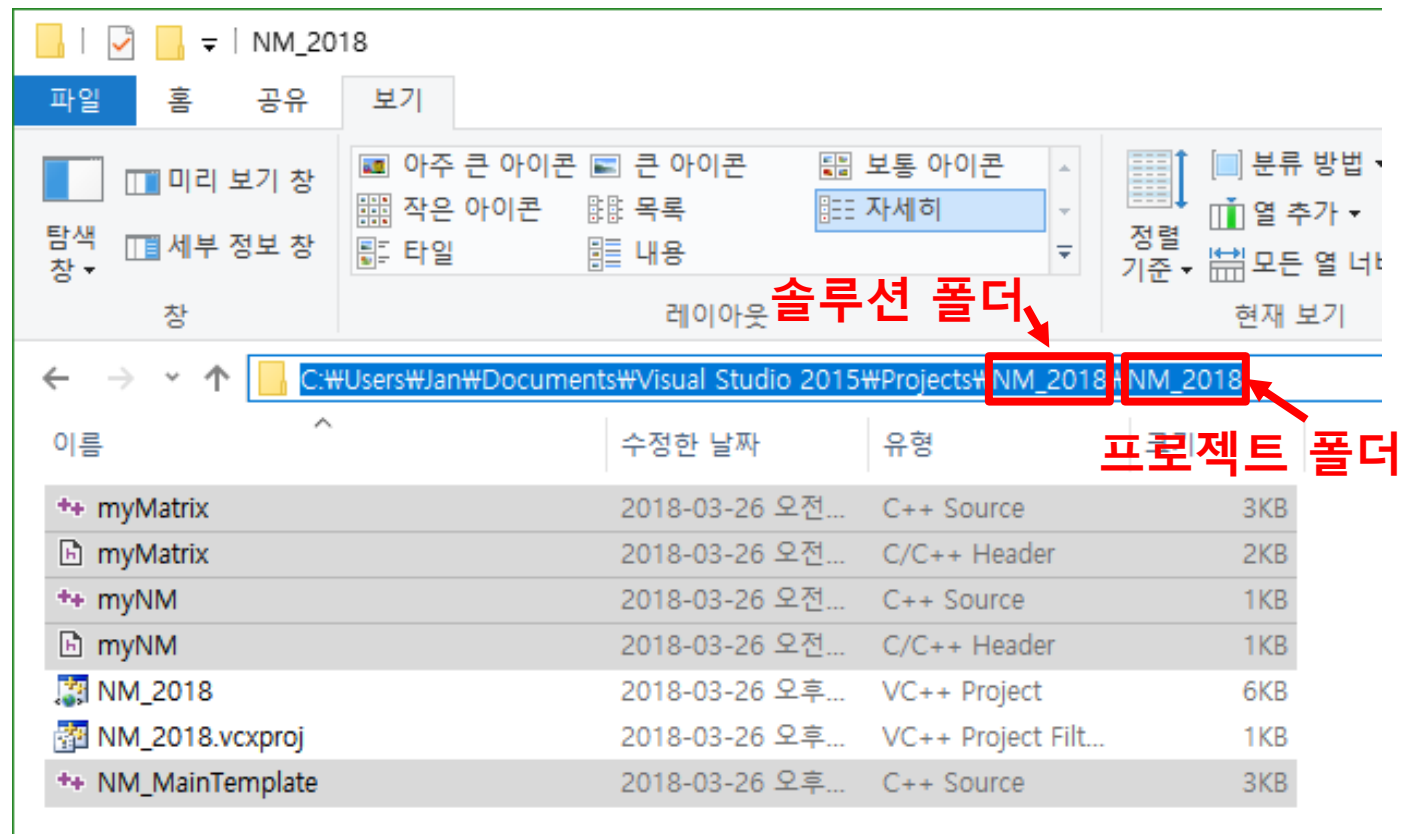 NM_2018
파일 홈 공유 보기
탐색 창
미리 보기 창
세부 정보 창
창
아주 큰 아이콘 큰 아이콘 보통 아이콘
작은 아이콘 목록 자세히
타일 내용
레이아웃
정렬 기준
분류 방법
열 추가
모든 열
현재 보기
솔루션 폴더
C:₩Users₩Jan₩Documents₩Visual Studio 2015₩Projects₩NM_2018₩NM_2018
프로젝트 폴더
이름 수정한 날짜 유형
myMatrix 2018-03-26 오전... C++ Source 3KB
myMatrix 2018-03-26 오전... C/C++ Header 2KB
myNM 2018-03-26 오전... C++ Source 1KB
myNM 2018-03-26 오전... C/C++ Header 1KB
NM_2018 2018-03-26 오후... VC++ Project 6KB
NM_2018.vcxproj 2018-03-26 오후... VC++ Project Filt... 1KB
NM_MainTemplate 2018-03-26 오후... C++ Source 3KB